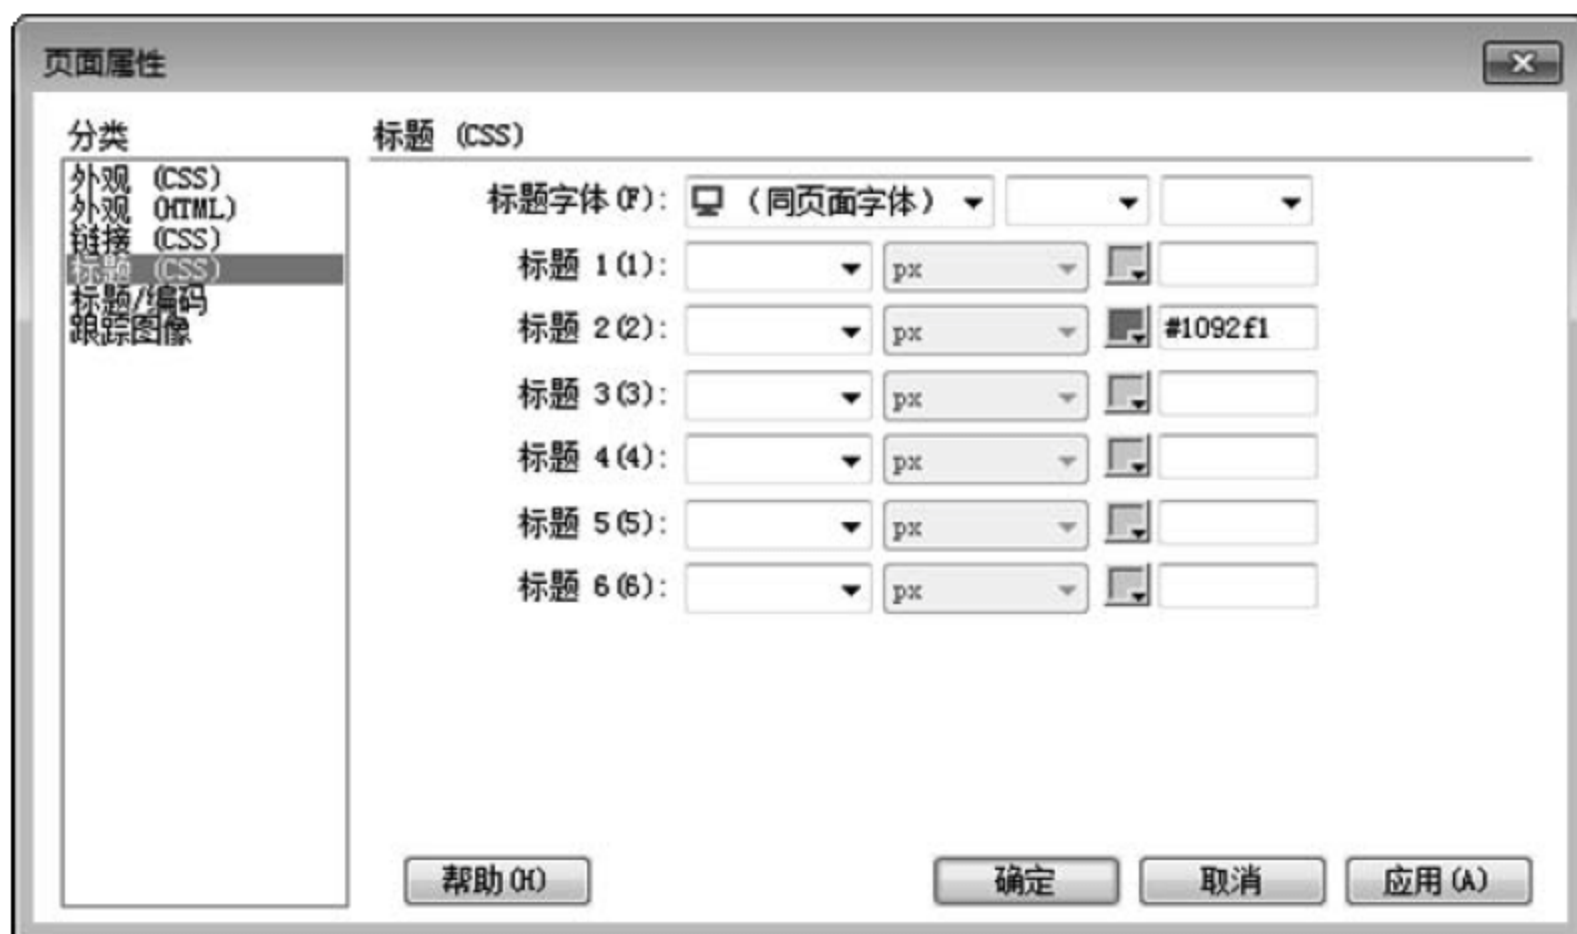 页面属性
分类
外观 (CSS)
外观 (HTML)
链接 (CSS)
标题 (CSS)
标题/编码
跟踪图像
标题 (CSS)
标题字体(F): (同页面字体)
标题 1(1): px
标题 2(2): px #1092f1
标题 3(3): px
标题 4(4): px
标题 5(5): px
标题 6(6): px
帮助(H) 确定 取消 应用(A)